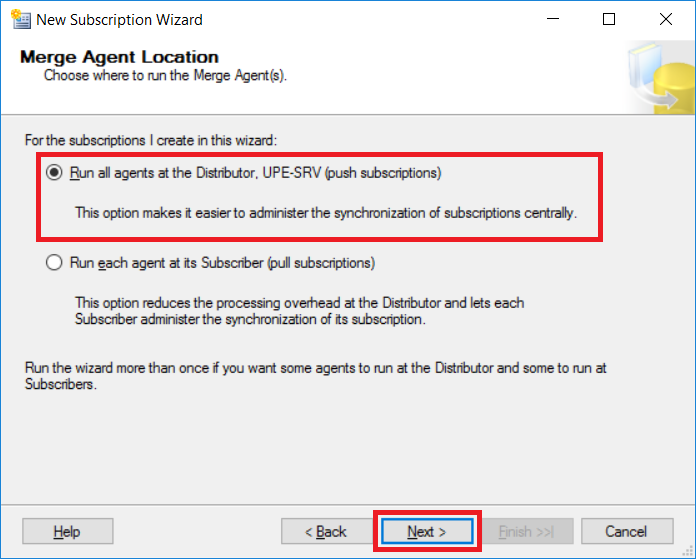 New Subscription Wizard
Merge Agent Location
Choose where to run the Merge Agent(s).
For the subscriptions I create in this wizard:
Run all agents at the Distributor, UPE-SRV (push subscriptions)
This option makes it easier to administer the synchronization of subscriptions centrally.
Run each agent at its Subscriber (pull subscriptions)
This option reduces the processing overhead at the Distributor and lets each
Subscriber administer the synchronization of its subscription.
Run the wizard more than once if you want some agents to run at the Distributor and some to run at
Subscribers.
Help
< Back
Next >
Finish >>|
Cancel